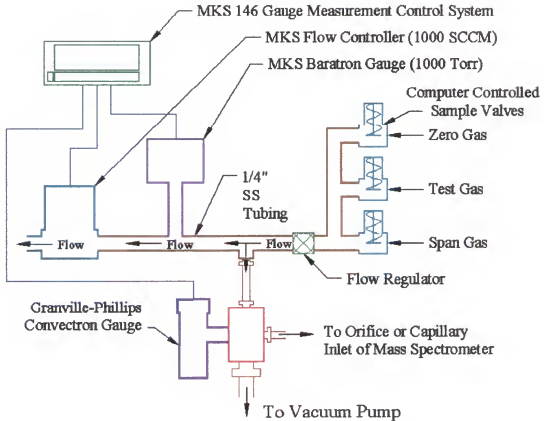 MKS 146 Gauge Measurement Control System
MKS Flow Controller (1000 SCCM)
MKS Baratron Gauge (1000 Torr)
Computer Controlled
Sample Valves
Zero Gas
1/4"
SS
Tubing
Test Gas
Flow
Flow
Flow
Span Gas
Flow Regulator
Granville-Phillips
Convectron Gauge
To Orifice or Capillary
Inlet of Mass Spectrometer
To Vacuum Pump